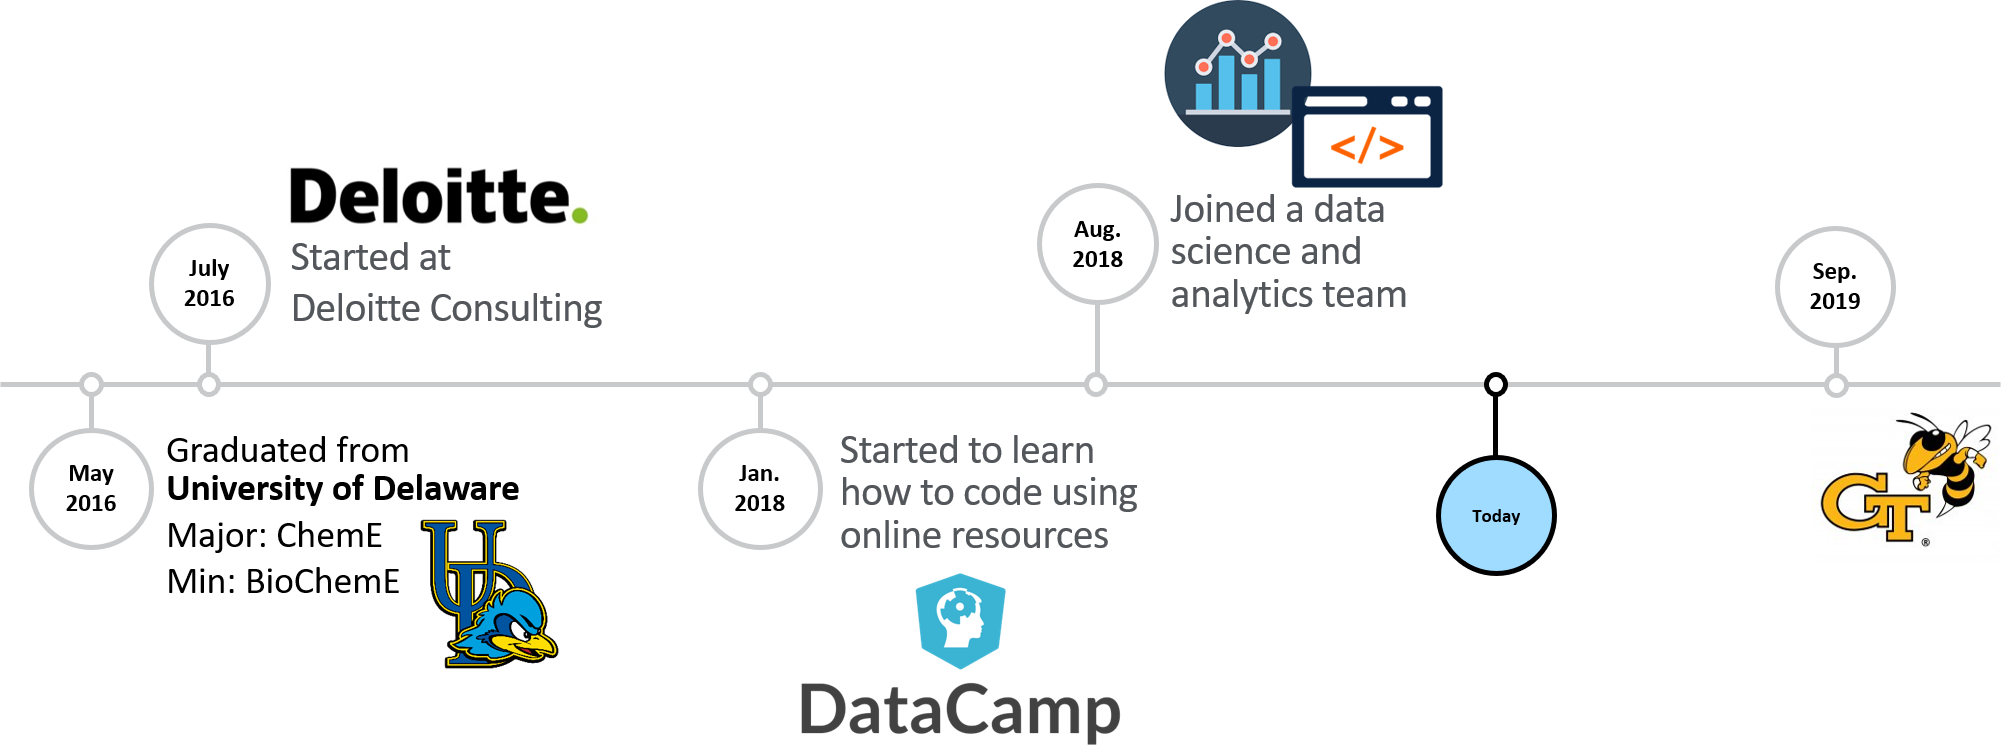 May
2016
Graduated from
University of Delaware
Major: ChemE
Min: BioChemE
UD
July
2016
Deloitte.
Started at
Deloitte Consulting
Jan.
2018
Started to learn
how to code using
online resources
DataCamp
Aug.
2018
</>
Joined a data
science and
analytics team
Today
Sep.
2019
GT
®